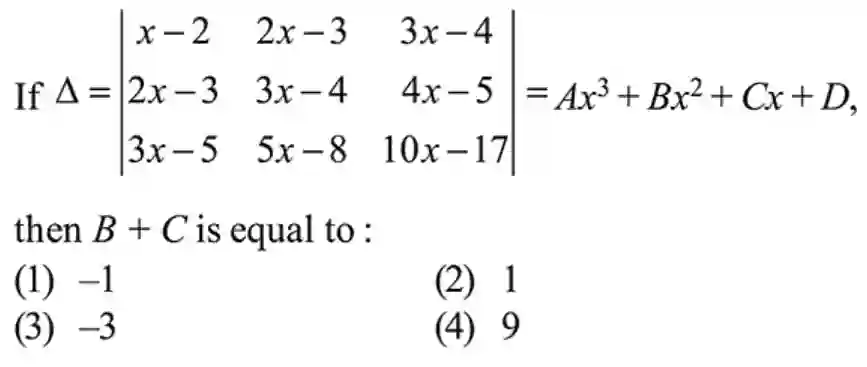 x – 2 2x – 3 3x – 4
If Δ = 2x – 3 3x – 4 4x – 5 = Ax³ + Bx² + Cx + D,
3x – 5 5x – 8 10x – 17
then B + C is equal to :
(1) –1 (2) 1
(3) –3 (4) 9